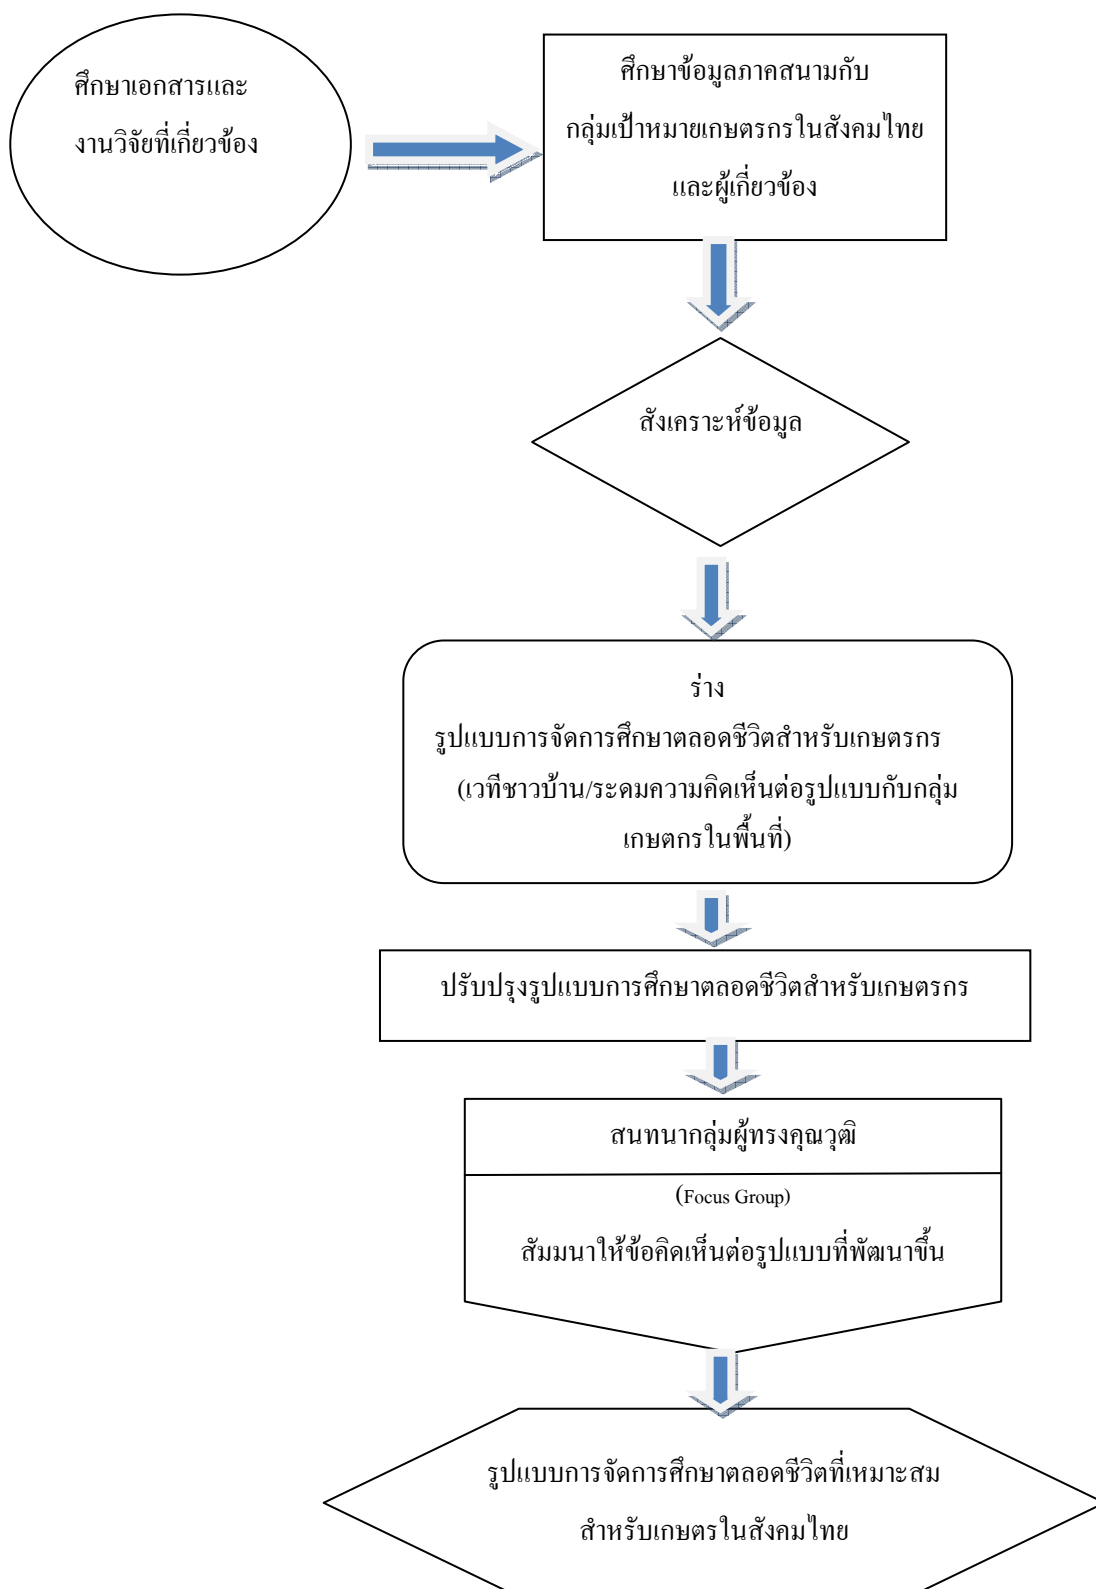 ศึกษาเอกสารและ
งานวิจัยที่เกี่ยวข้อง
ศึกษาข้อมูลภาคสนามกับ
กลุ่มเป้าหมายเกษตรกรในสังคมไทย
และผู้เกี่ยวข้อง
สังเคราะห์ข้อมูล
ร่าง
รูปแบบการจัดการศึกษาตลอดชีวิตสำหรับเกษตรกร
(เวทีชาวบ้าน/ระดมความคิดเห็นต่อรูปแบบกับกลุ่ม
เกษตกรในพื้นที่)
ปรับปรุงรูปแบบการศึกษาตลอดชีวิตสำหรับเกษตรกร
สนทนากลุ่มผู้ทรงคุณวุฒิ
(Focus Group)
สัมมนาให้ข้อคิดเห็นต่อรูปแบบที่พัฒนาขึ้น
รูปแบบการจัดการศึกษาตลอดชีวิตที่เหมาะสม
สำหรับเกษตรในสังคมไทย